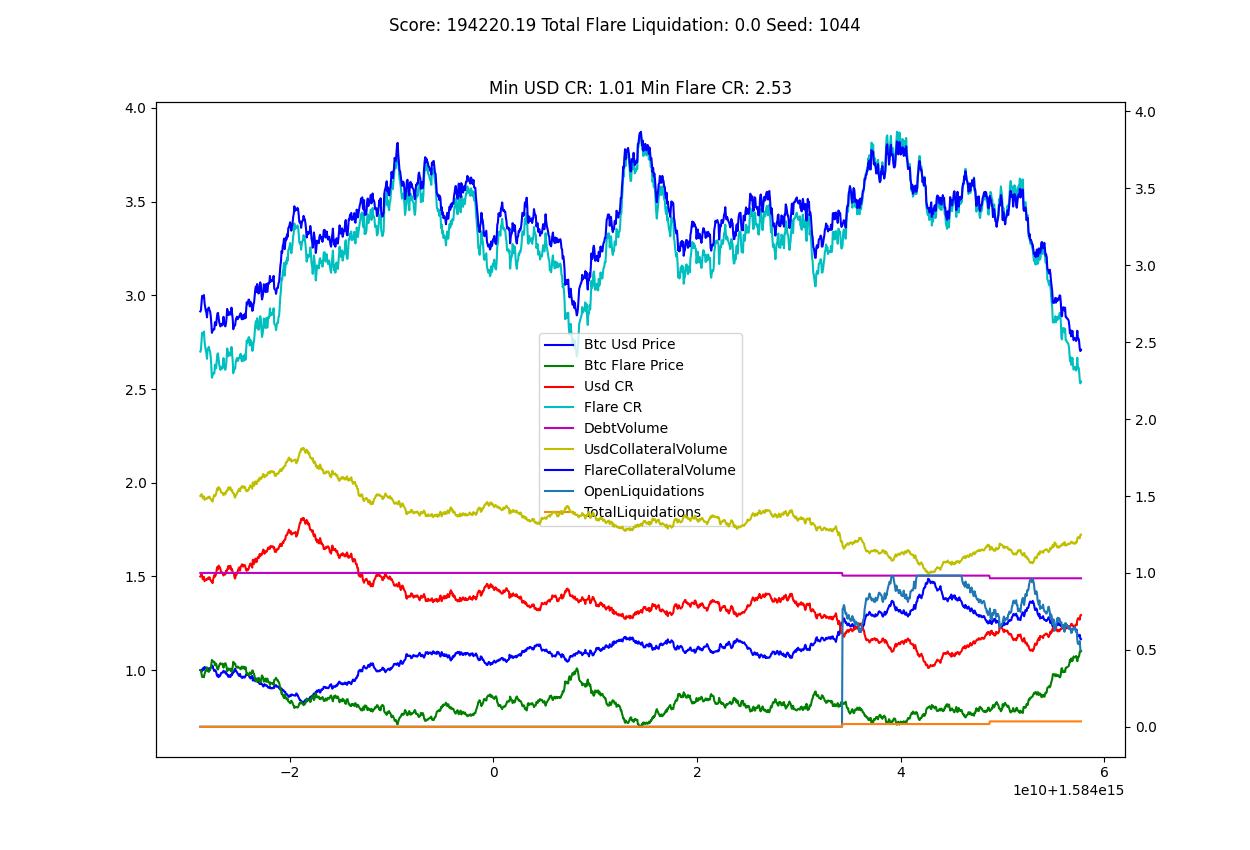 Score: 194220.19 Total Flare Liquidation: 0.0 Seed: 1044
Min USD CR: 1.01 Min Flare CR: 2.53
4.0
3.5
3.0
2.5
2.0
1.5
1.0
4.0
3.5
3.0
2.5
2.0
1.5
1.0
0.5
0.0
Btc Usd Price
Btc Flare Price
Usd CR
Flare CR
DebtVolume
UsdCollateralVolume
FlareCollateralVolume
OpenLiquidations
TotalLiquidations
−2 0 2 4 6
1e10+1.584e15